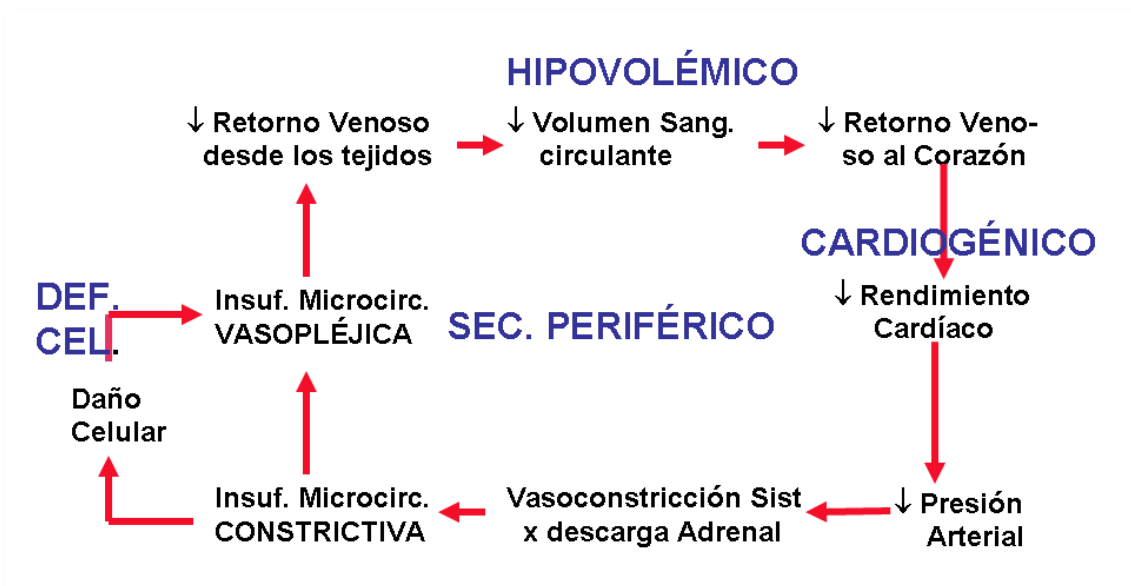 HIPOVOLÉMICO
↓ Retorno Venoso
desde los tejidos
↓ Volumen Sang.
circulante
↓ Retorno Veno-
so al Corazón
CARDIOGÉNICO
↓ Rendimiento
Cardíaco
DEF.
CEL.
Insuf. Microcirc.
VASOPLÉJICA
SEC. PERIFÉRICO
Daño
Celular
Insuf. Microcirc.
CONSTRICTIVA
Vasoconstricción Sist
x descarga Adrenal
↓ Presión
Arterial